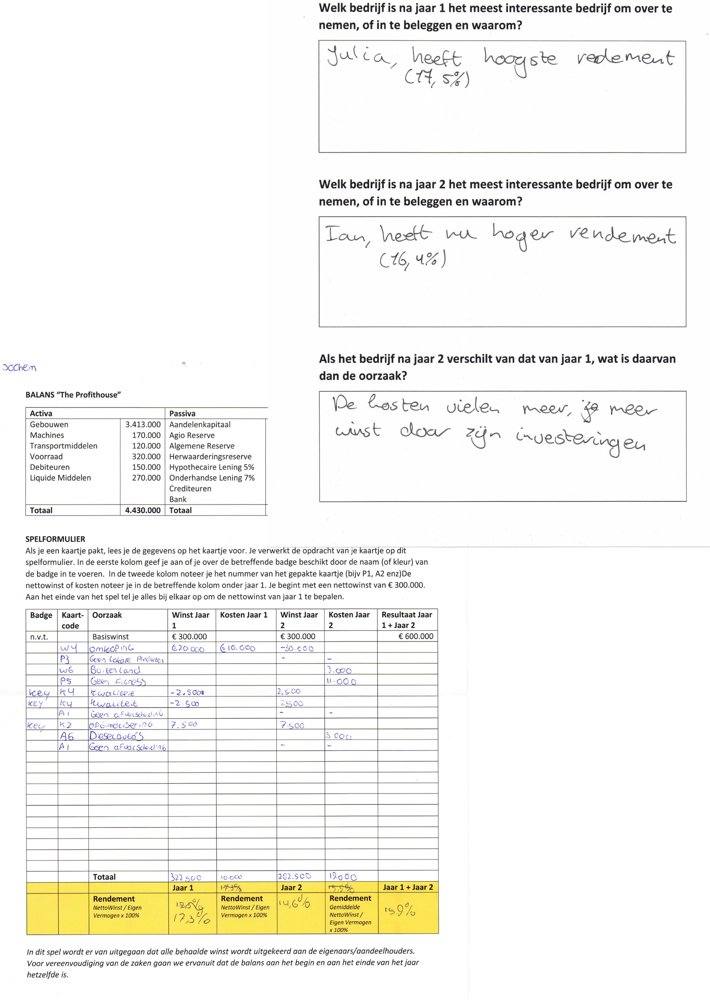 Welk bedrijf is na jaar 1 het meest interessante bedrijf om over te
nemen, of in te beleggen en waarom?
Julia, heeft hoogste redement
(17,5%)
Welk bedrijf is na jaar 2 het meest interessante bedrijf om over te
nemen, of in te beleggen en waarom?
Ian, heeft nu hoger rendement
(16,4%)
Als het bedrijf na jaar 2 verschilt van dat van jaar 1, wat is daarvan
dan de oorzaak?
De kosten vielen meer, meer
winst door zijn investeringen
Jochem
BALANS “The Profithouse”
Activa Passiva
Gebouwen 3.413.000 Aandelenkapitaal
Machines 170.000 Agio Reserve
Transportmiddelen 120.000 Algemene Reserve
Voorraad 320.000 Herwaarderingsreserve
Debiteuren 150.000 Hypothecaire Lening 5%
Liquide Middelen 270.000 Onderhandse Lening 7%
Crediteuren
Bank
Totaal 4.430.000 Totaal
SPELFORMULIER
Als je een kaartje pakt, lees je de gegevens op het kaartje voor. Je verwerkt de opdracht van je kaartje op dit
spelformulier. In de eerste kolom geef je aan of je over de betreffende badge beschikt door de naam (of kleur) van
de badge in te voeren. In de tweede kolom noteer je het nummer van het gepakte kaartje (bijv P1, A2 enz)De
nettowinst of kosten noteer je in de betreffende kolom onder jaar 1. Je begint met een nettowinst van € 300.000.
Aan het einde van het spel tel je alles bij elkaar op om de nettowinst van jaar 1 te bepalen.
Badge Kaart- Oorzaak Winst Jaar Kosten Jaar 1 Winst Jaar Kosten Jaar Resultaat Jaar
code 1 2 2 1 + Jaar 2
n.v.t. Basiswinst € 300.000 € 300.000 € 600.000
W4 omkoping €20.000 €10.000 -30.000
P3 Geen lokale Producten - -
W6 Buitenland 3.000
P5 Geen Fitness 11.000
key K4 kwaliteit -2.500 2.500
key K4 kwaliteit -2.500 2500
A1 Geen afvalscheiding - -
key K2 optimalisering 7.500 7.500
A6 Dieselauto's 5000
A1 Geen afvalscheiding - -
Totaal 322.500 10.000 282.500 19.000
Jaar 1 17,3% Jaar 2 15,9% Jaar 1 + Jaar 2
Rendement Rendement 14,6% Rendement
NettoWinst / Eigen 17,3% NettoWinst / Eigen Gemiddelde 15,9%
Vermogen x 100% Vermogen x 100% NettoWinst /
Eigen Vermogen
x 100%
In dit spel wordt er van uitgegaan dat alle behaalde winst wordt uitgekeerd aan de eigenaars/aandeelhouders.
Voor vereenvoudiging van de zaken gaan we ervanuit dat de balans aan het begin en aan het einde van het jaar
hetzelfde is.